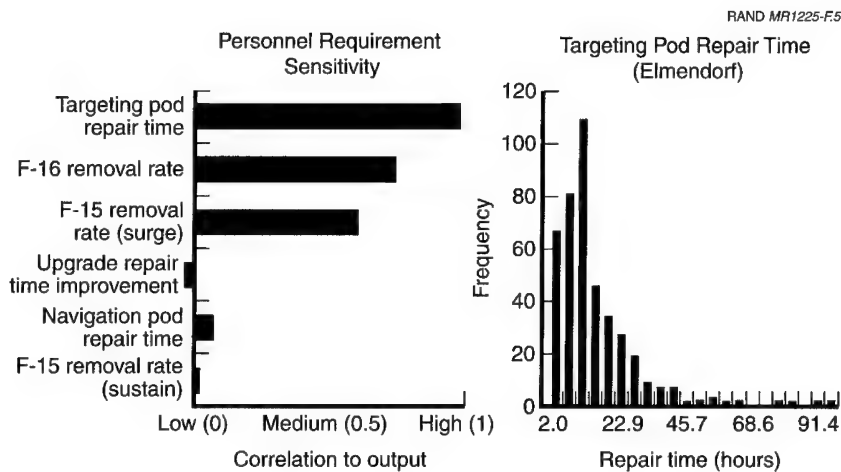 RAND MR1225-F.5
Personnel Requirement
Sensitivity
Targeting pod
repair time
F-16 removal rate
F-15 removal
rate (surge)
Upgrade repair
time improvement
Navigation pod
repair time
F-15 removal rate
(sustain)
Low (0) Medium (0.5) High (1)
Correlation to output
Targeting Pod Repair Time
(Elmendorf)
120
100
80
60
40
20
0
Frequency
2.0 22.9 45.7 68.6 91.4
Repair time (hours)